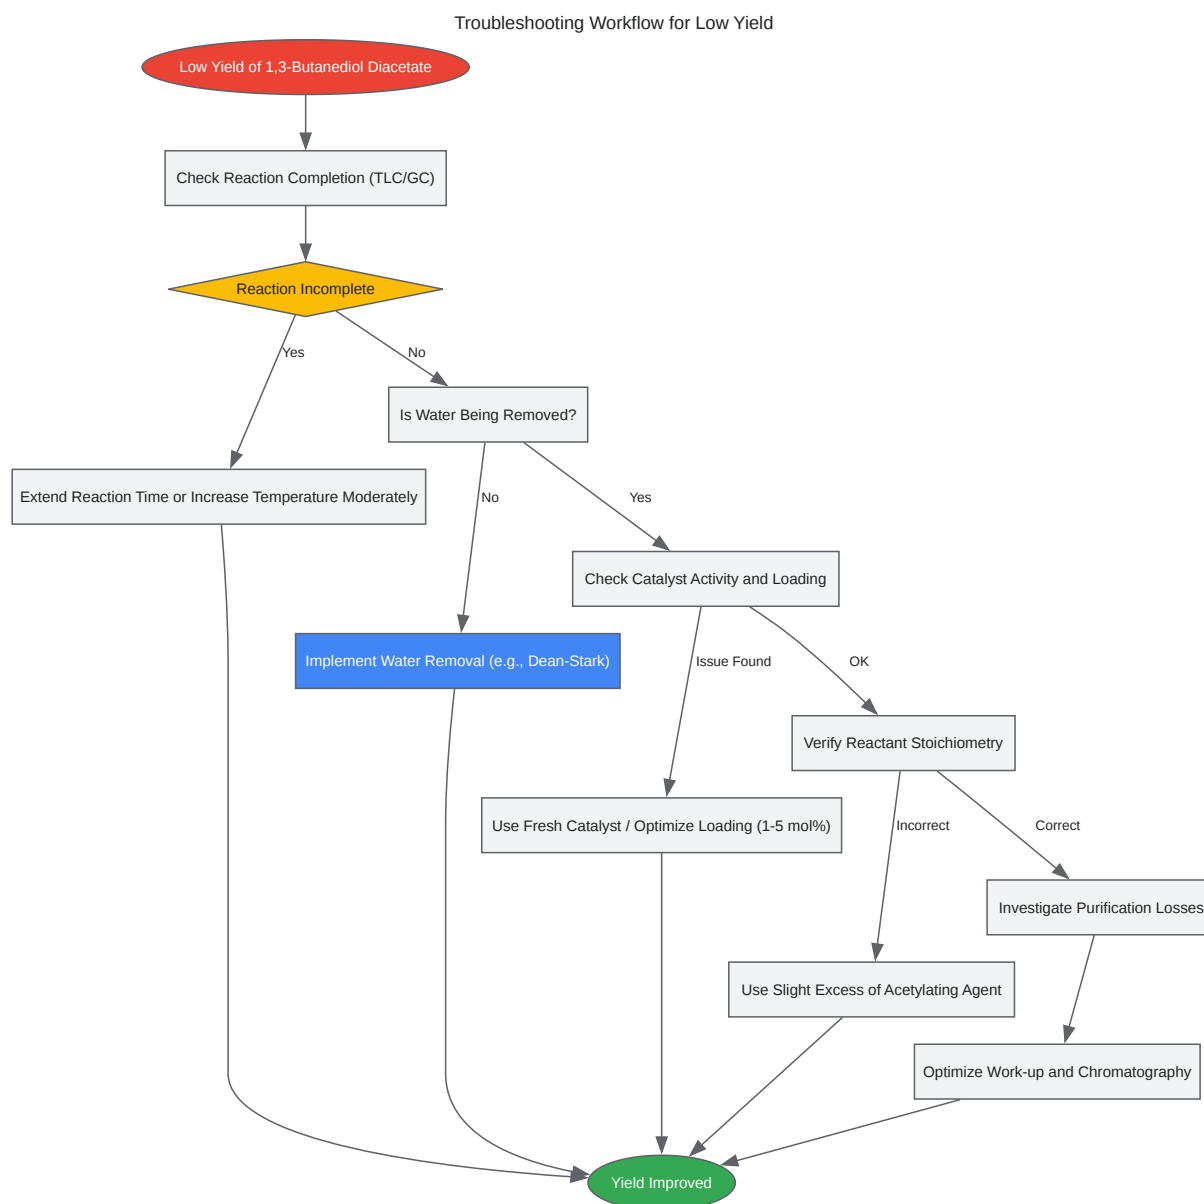 Troubleshooting Workflow for Low Yield
Low Yield of 1,3-Butanediol Diacetate
Check Reaction Completion (TLC/GC)
Reaction Incomplete
Yes
No
Is Water Being Removed?
Extend Reaction Time or Increase Temperature Moderately
No
Yes
Check Catalyst Activity and Loading
Implement Water Removal (e.g., Dean-Stark)
Issue Found
OK
Verify Reactant Stoichiometry
Use Fresh Catalyst / Optimize Loading (1-5 mol%)
Incorrect
Correct
Investigate Purification Losses
Use Slight Excess of Acetylating Agent
Optimize Work-up and Chromatography
Yield Improved